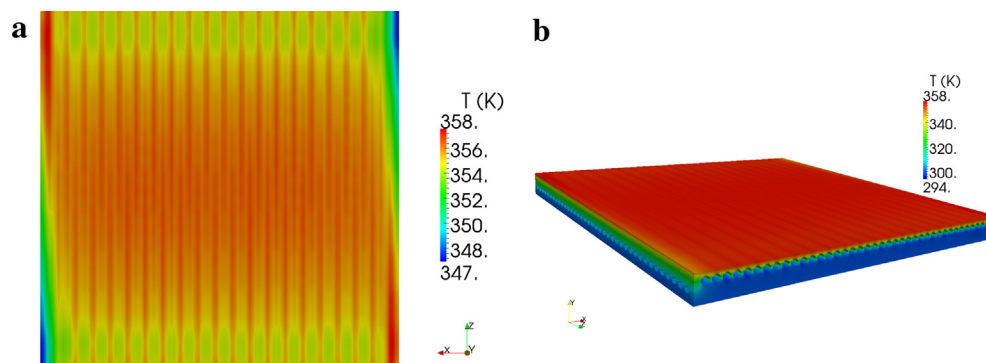 a
T (K)
358.
356.
354.
352.
350.
348.
347.
Z
X
Y
b
T (K)
358.
340.
320.
300.
294.
Y
X
Z